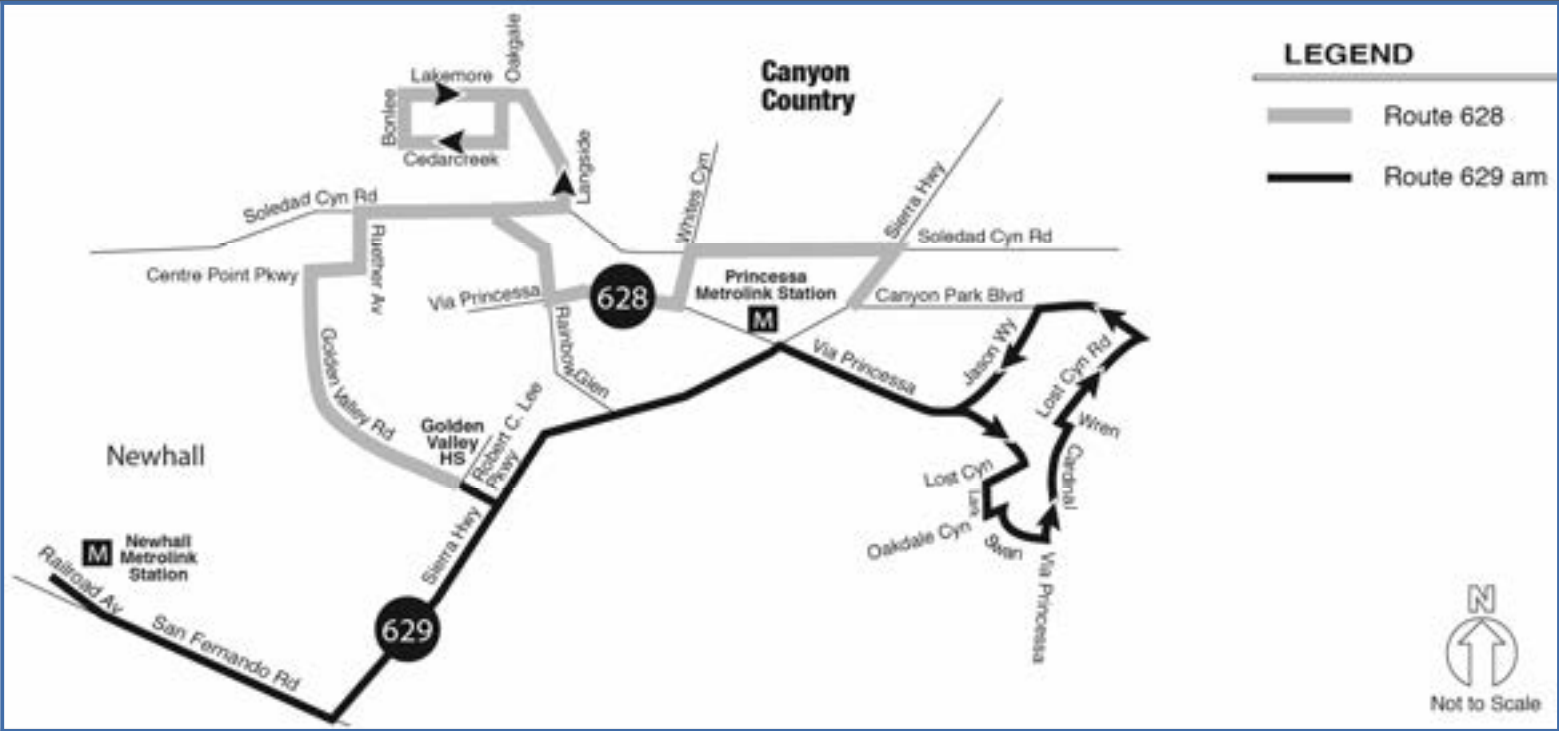 Oakgale
Lakemore
Bonlee
Cedarcreek
Langside
Canyon
Country
LEGEND
Route 628
Route 629 am
Soledad Cyn Rd
Ruether Av
Centre Point Pkwy
Whites Cyn
Sierra Hwy
Soledad Cyn Rd
Via Princessa
628
Princessa
Metrolink Station
M
Canyon Park Blvd
Rainbow Glen
Via Princessa
Jason Wy
Lost Cyn Rd
Wren
Golden Valley Rd
Golden
Valley
HS
Robert C. Lee
Pkwy
Newhall
Lost Cyn
Lark
Cardinal
Oakdale Cyn
Swan
Via Princessa
Sierra Hwy
M
Newhall
Metrolink
Station
Railroad Av
San Fernando Rd
629
N
Not to Scale